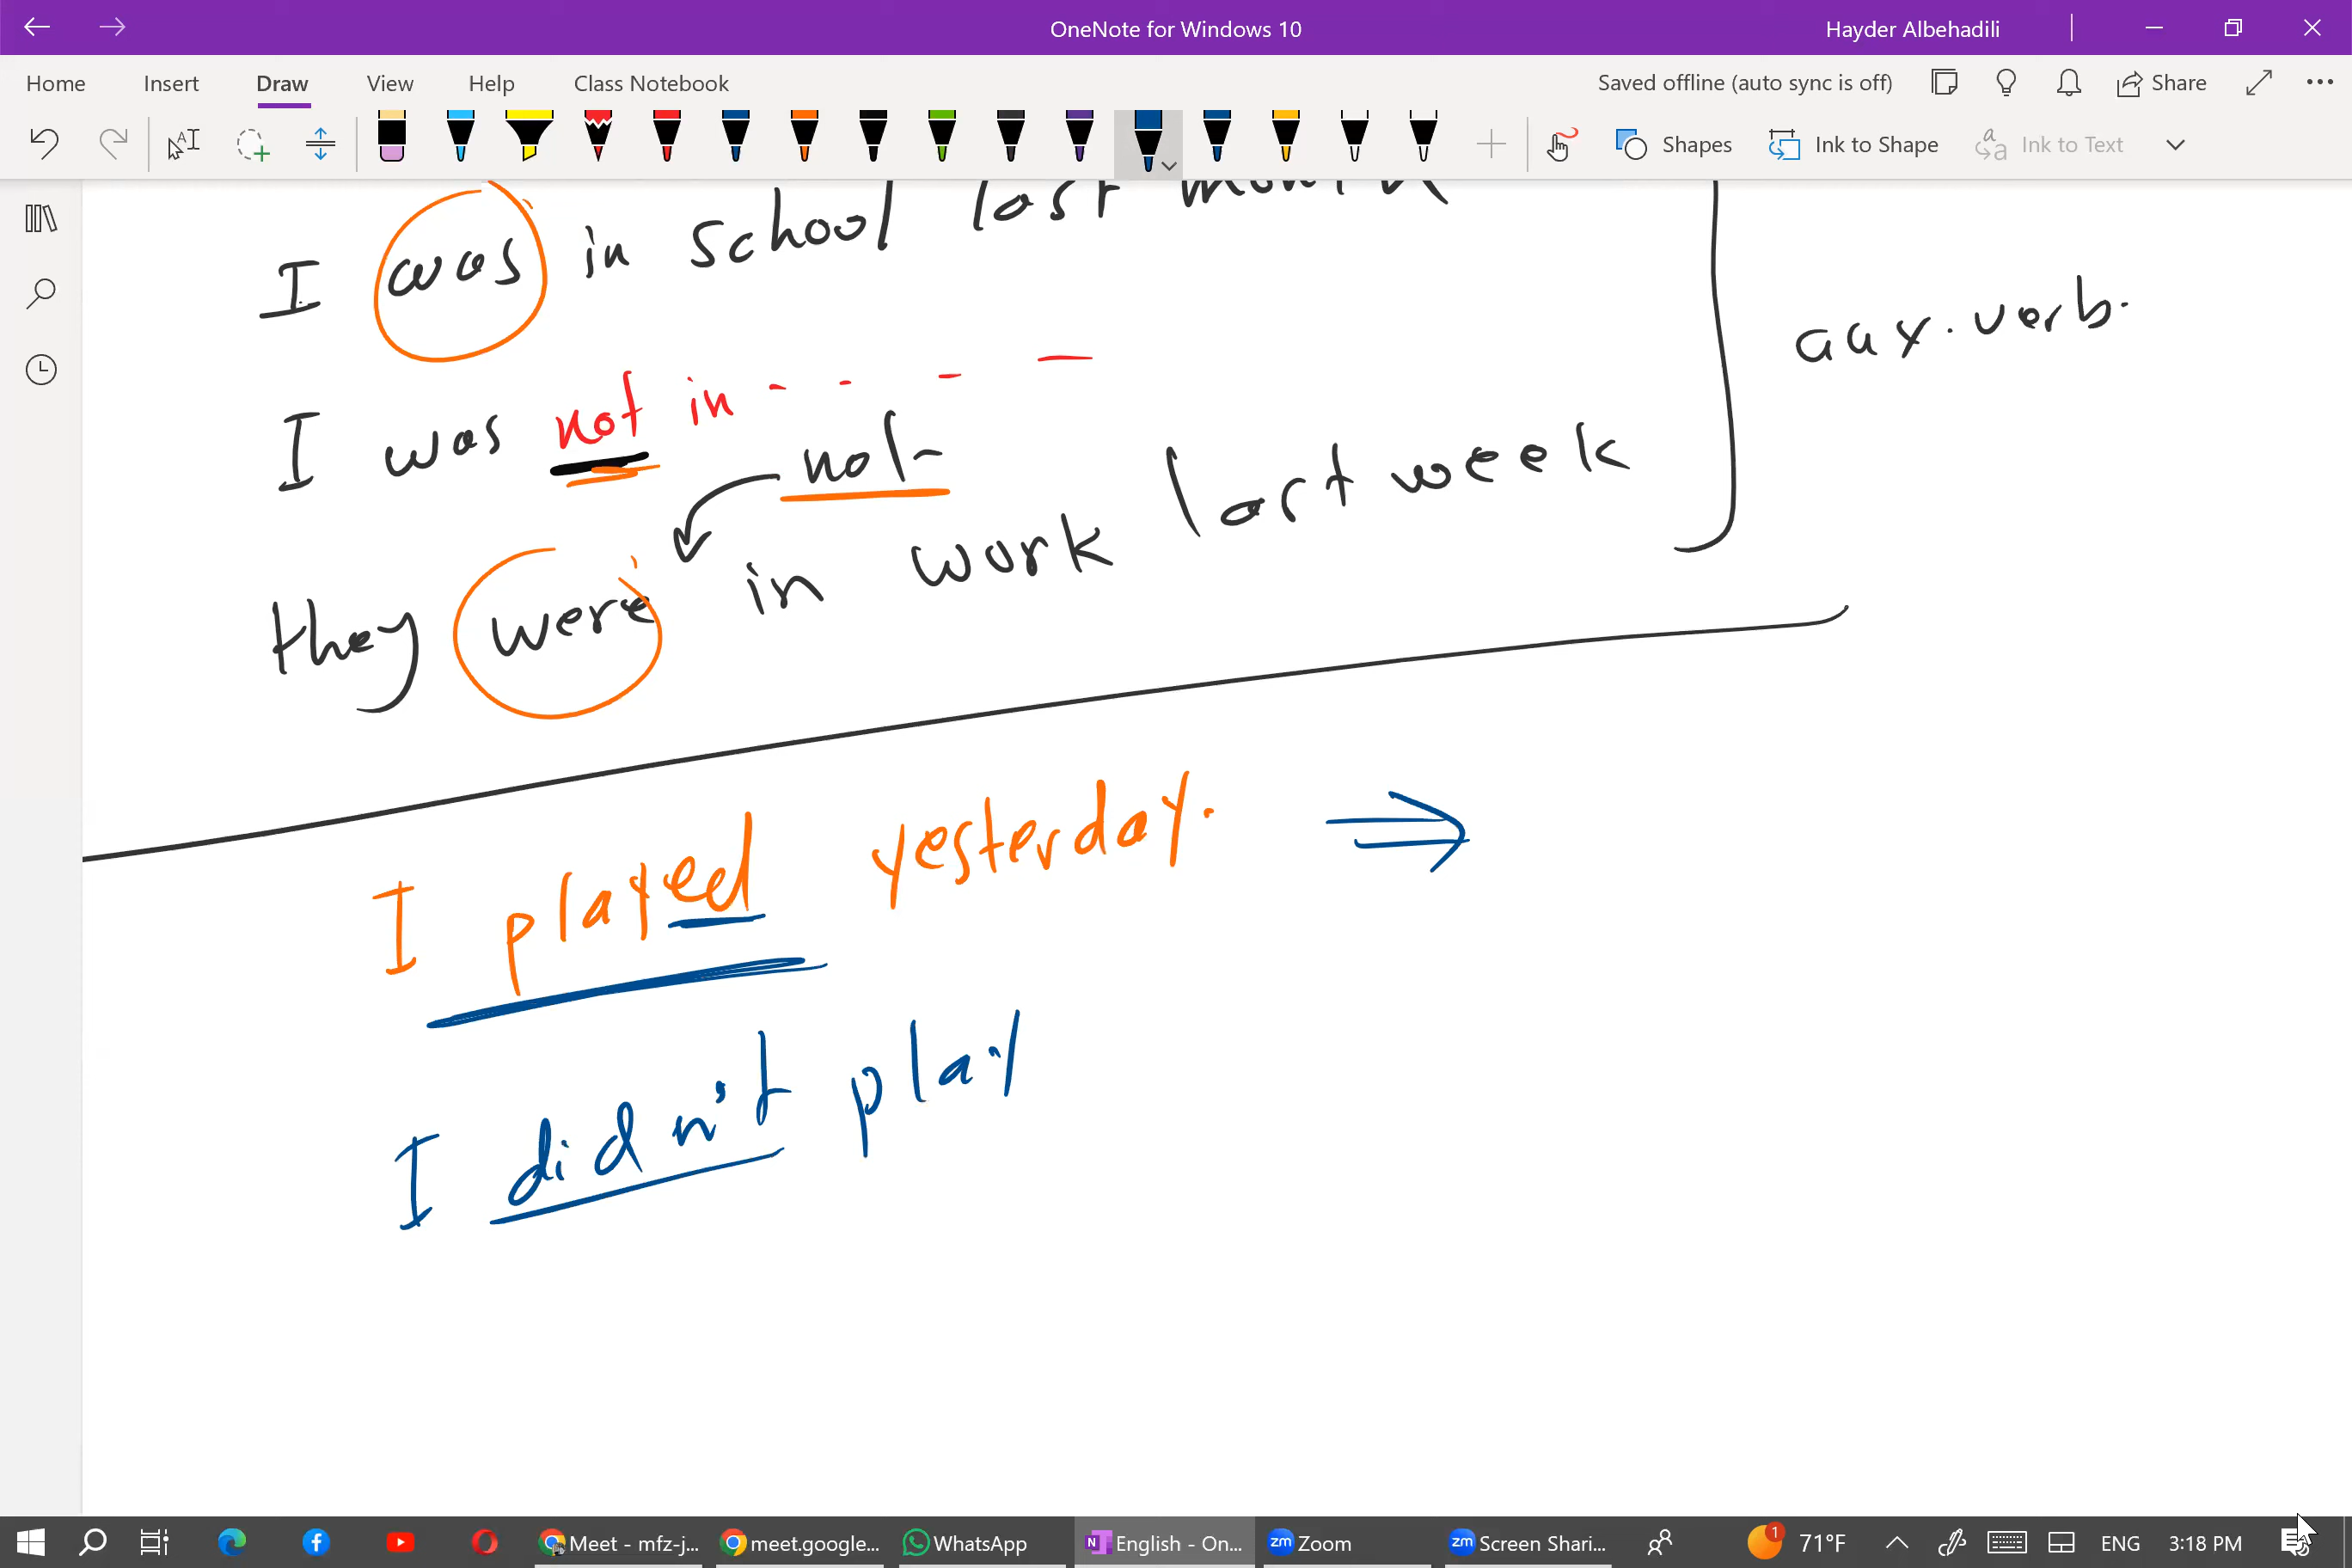 OneNote for Windows 10
Hayder Albehadili
Home Insert Draw View Help Class Notebook
Saved offline (auto sync is off) Share
Shapes Ink to Shape Ink to Text
I was in school last month
aux. verb.
I was not in - - - -
not
they were in work last week
I played yesterday.
I didn't play
Meet - mfz-j... meet.google... WhatsApp English - On... Zoom Screen Shari... 1 71°F ENG 3:18 PM